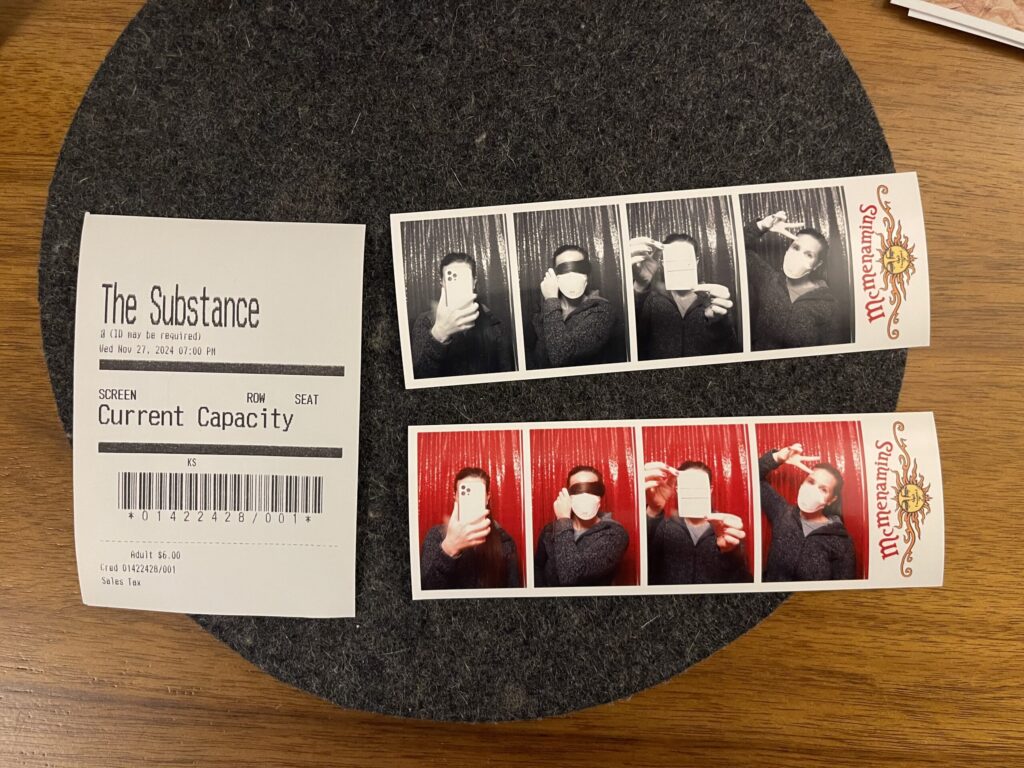 The Substance
(ID may be required)
Wed Nov 27, 2024 07:00 PM
SCREEN ROW SEAT
Current Capacity
KS
*01422428/001*
Adult $6.00
Cred 01422428/001
Sales Tax
McMenamins
McMenamins